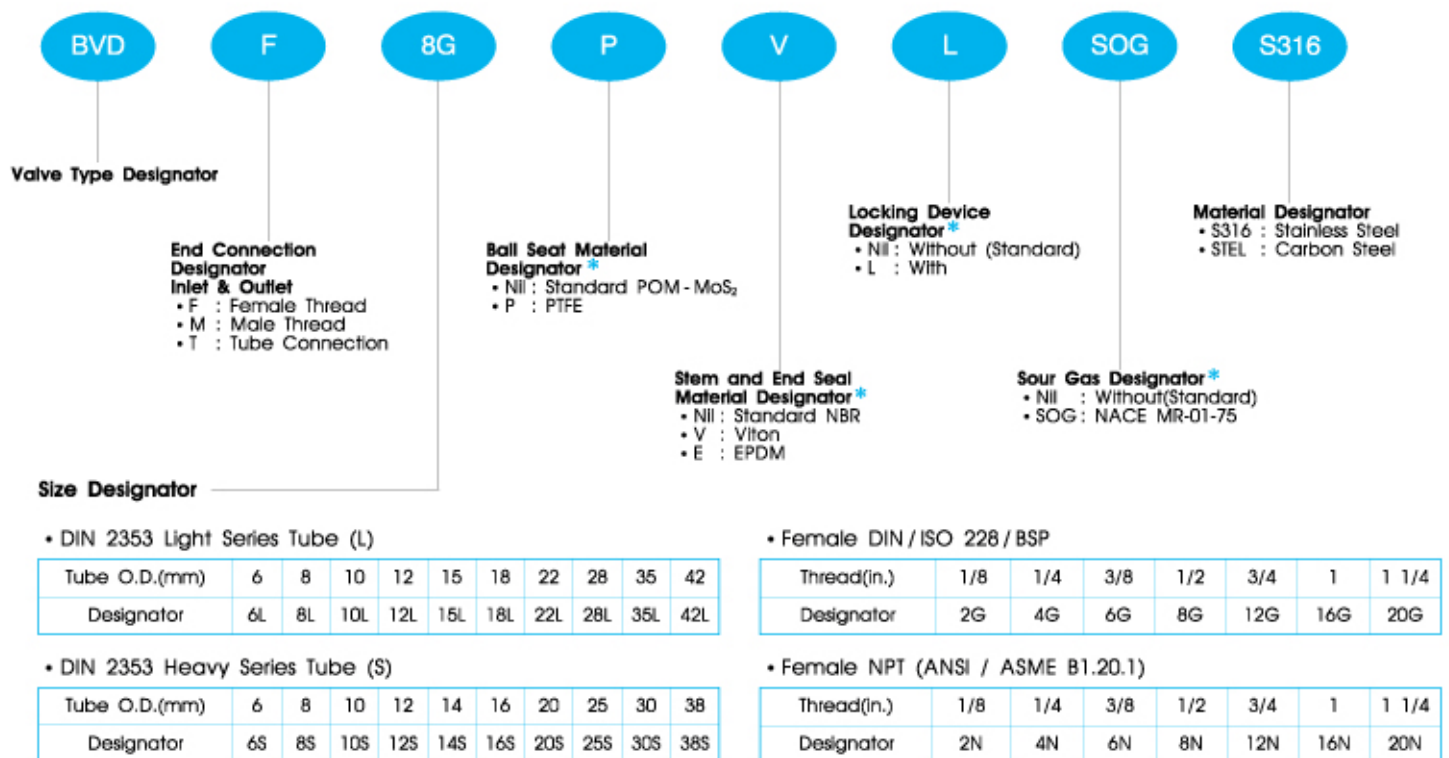 BVD F 8G P V L SOG S316
Valve Type Designator
End Connection
Designator
Inlet & Outlet
• F : Female Thread
• M : Male Thread
• T : Tube Connection
Ball Seat Material
Designator *
• Nil : Standard POM - MoS₂
• P : PTFE
Stem and End Seal
Material Designator *
• Nil : Standard NBR
• V : Viton
• E : EPDM
Locking Device
Designator *
• Nil : Without (Standard)
• L : With
Sour Gas Designator *
• Nil : Without(Standard)
• SOG : NACE MR-01-75
Material Designator
• S316 : Stainless Steel
• STEL : Carbon Steel
Size Designator
• DIN 2353 Light Series Tube (L)
Tube O.D.(mm) 6 8 10 12 15 18 22 28 35 42
Designator 6L 8L 10L 12L 15L 18L 22L 28L 35L 42L
• DIN 2353 Heavy Series Tube (S)
Tube O.D.(mm) 6 8 10 12 14 16 20 25 30 38
Designator 6S 8S 10S 12S 14S 16S 20S 25S 30S 38S
• Female DIN / ISO 228 / BSP
Thread(in.) 1/8 1/4 3/8 1/2 3/4 1 1 1/4
Designator 2G 4G 6G 8G 12G 16G 20G
• Female NPT (ANSI / ASME B1.20.1)
Thread(in.) 1/8 1/4 3/8 1/2 3/4 1 1 1/4
Designator 2N 4N 6N 8N 12N 16N 20N